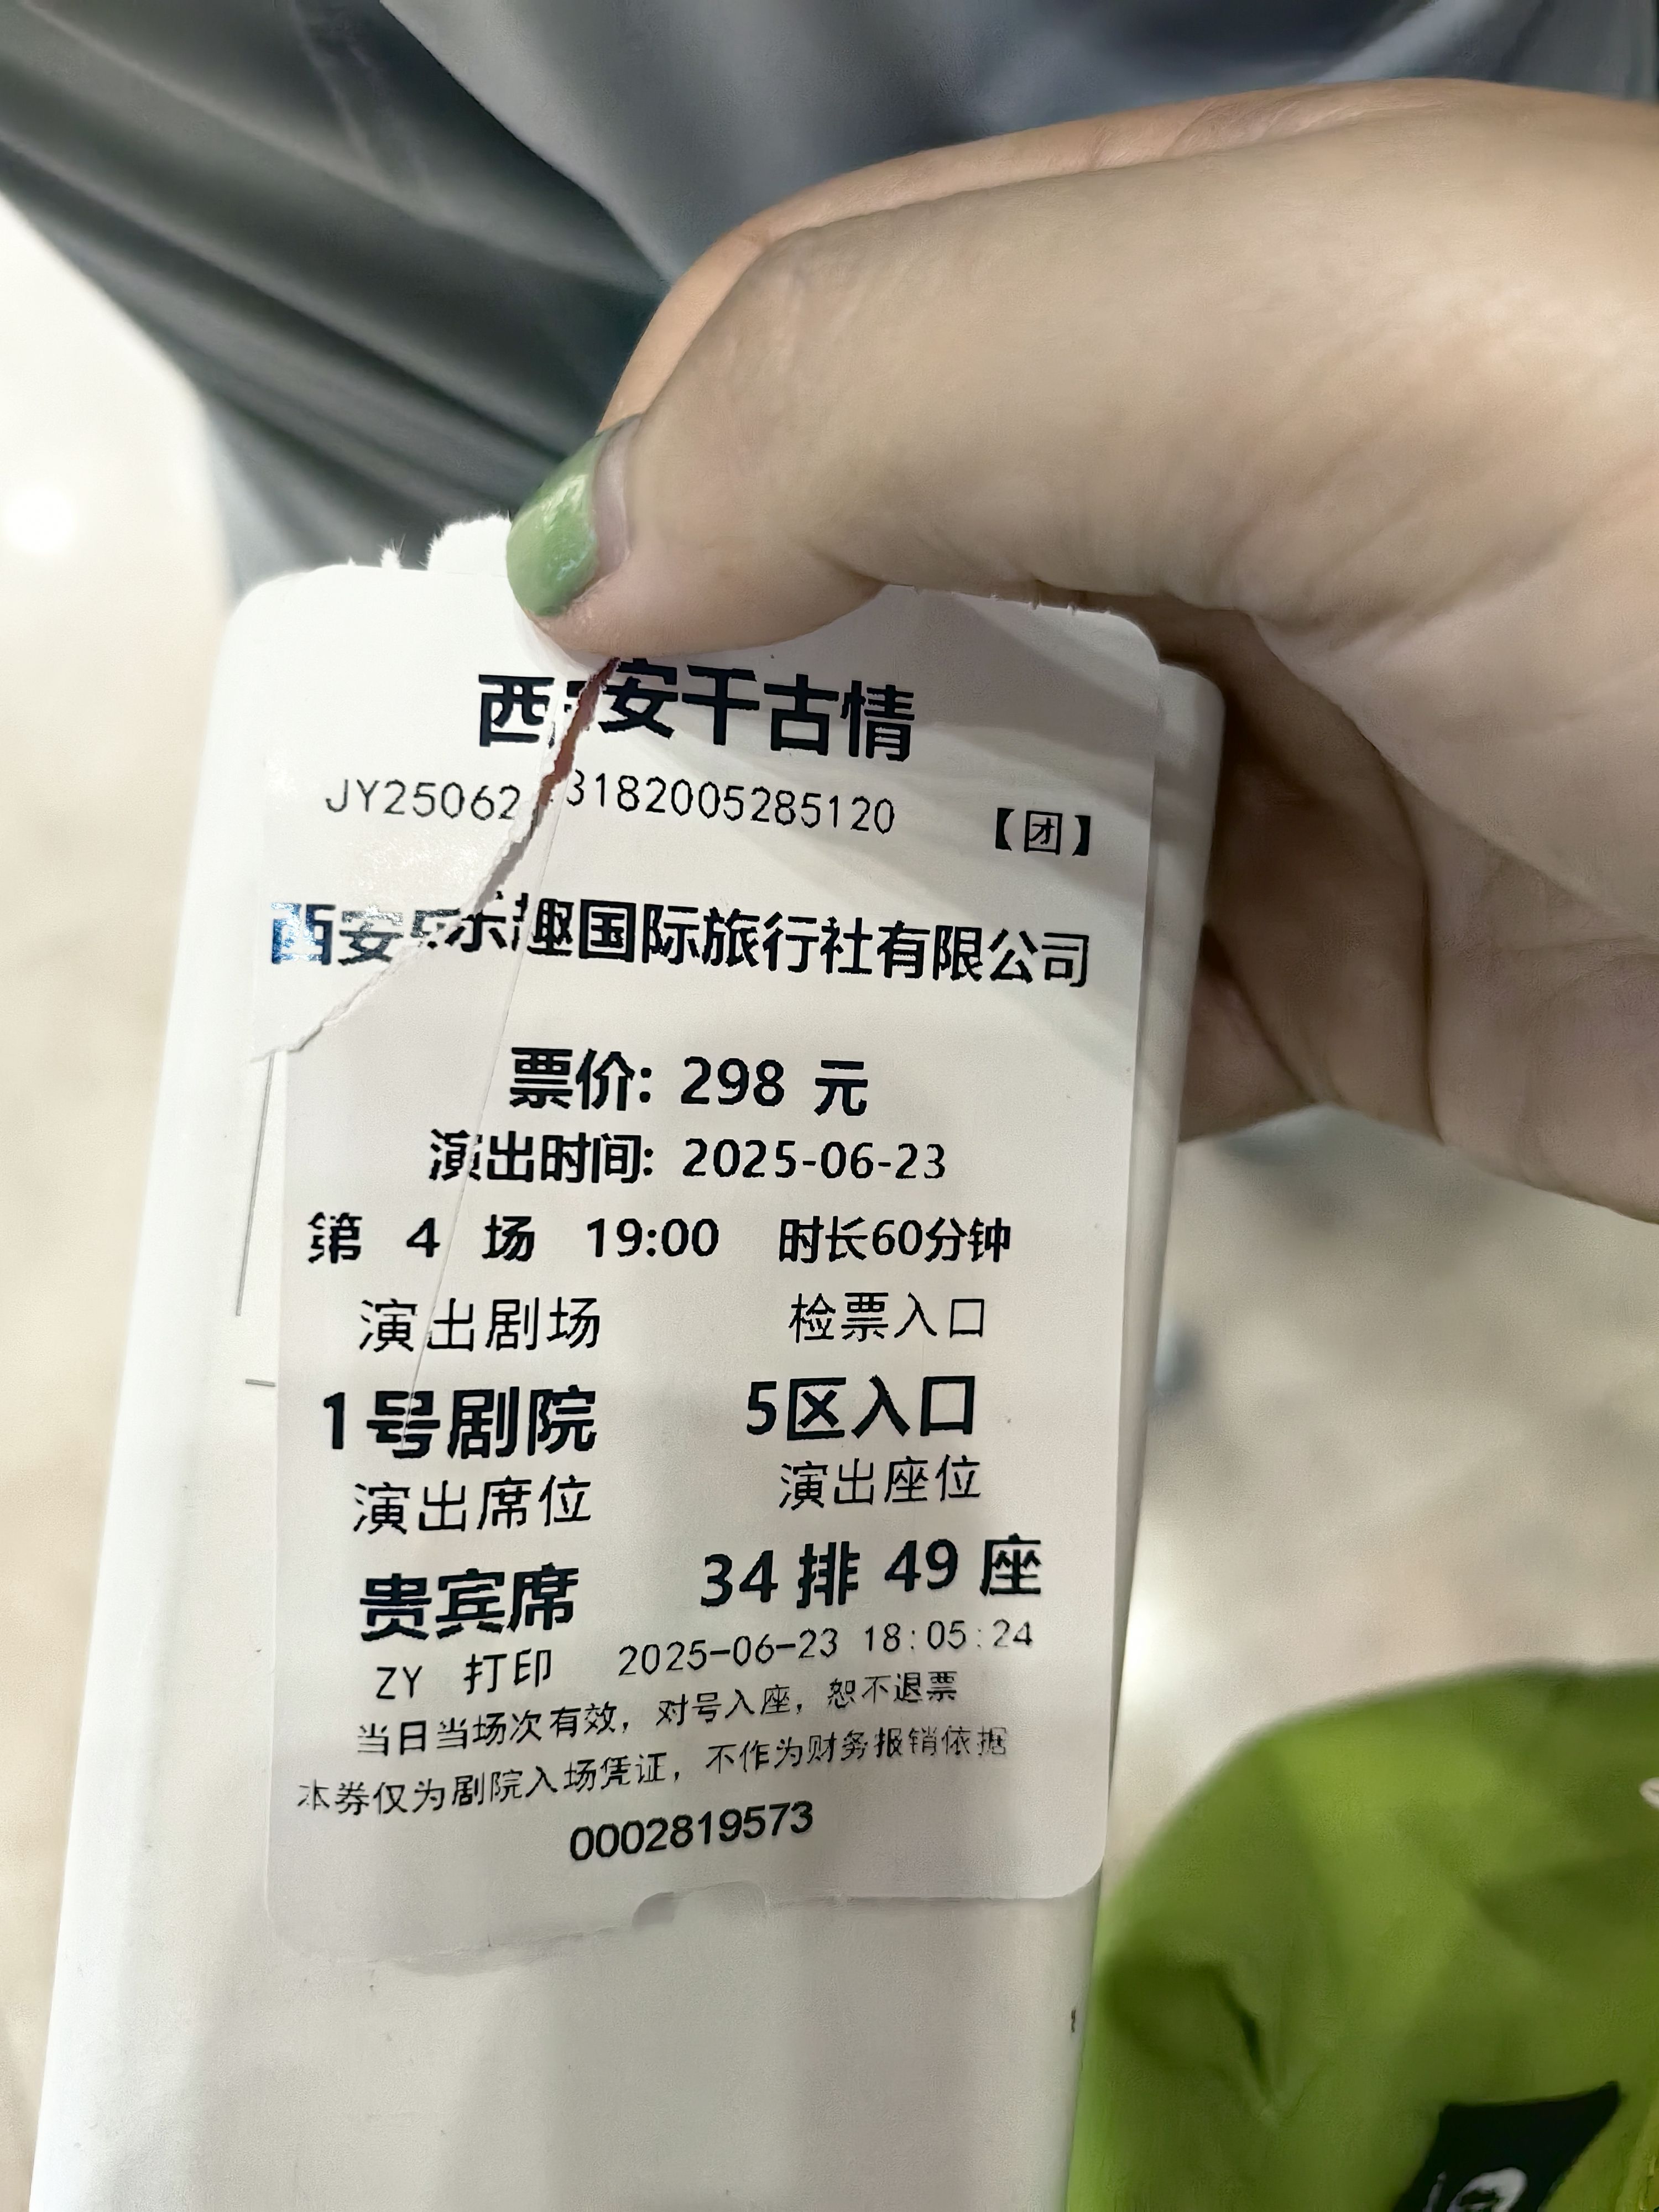 西安千古情
JY25062 3182005285120 【团】
西安乐趣国际旅行社有限公司
票价: 298 元
演出时间: 2025-06-23
第 4 场 19:00 时长60分钟
演出剧场 检票入口
1号剧院 5区入口
演出席位 演出座位
贵宾席 34 排 49 座
ZY 打印 2025-06-23 18:05:24
当日当场次有效，对号入座，恕不退票
本券仅为剧院入场凭证，不作为财务报销依据
0002819573